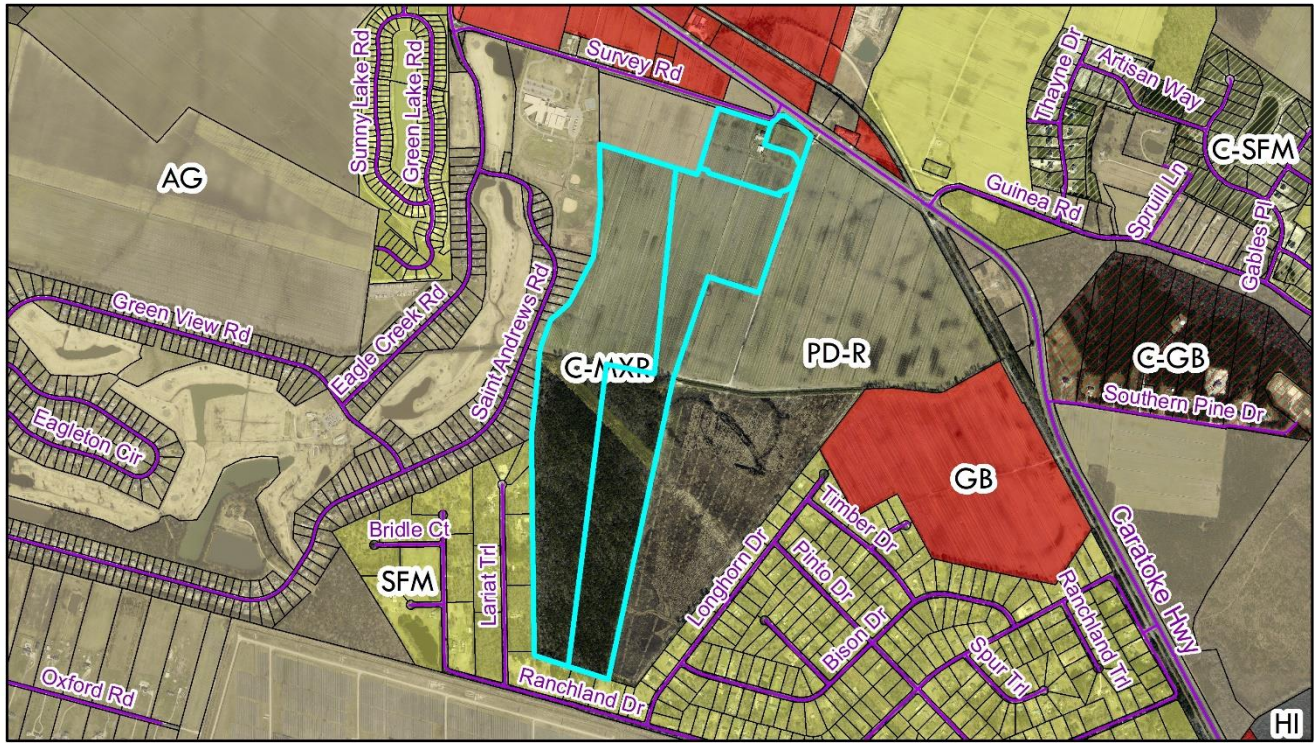 Survey Rd
Sunny Lake Rd
Green Lake Rd
Thayne Dr
Artisan Way
C-SFM
AG
Guinea Rd
Spruill Ln
Gables Pl
Green View Rd
Eagle Creek Rd
Saint Andrews Rd
C-MXR
PD-R
C-GB
Southern Pine Dr
Eagleton Cir
GB
Caratoke Hwy
Bridle Ct
SFM
Lariat Trl
Longhorn Dr
Timber Dr
Pinto Dr
Bison Dr
Spur Trl
Ranchland Trl
Ranchland Dr
Oxford Rd
HI